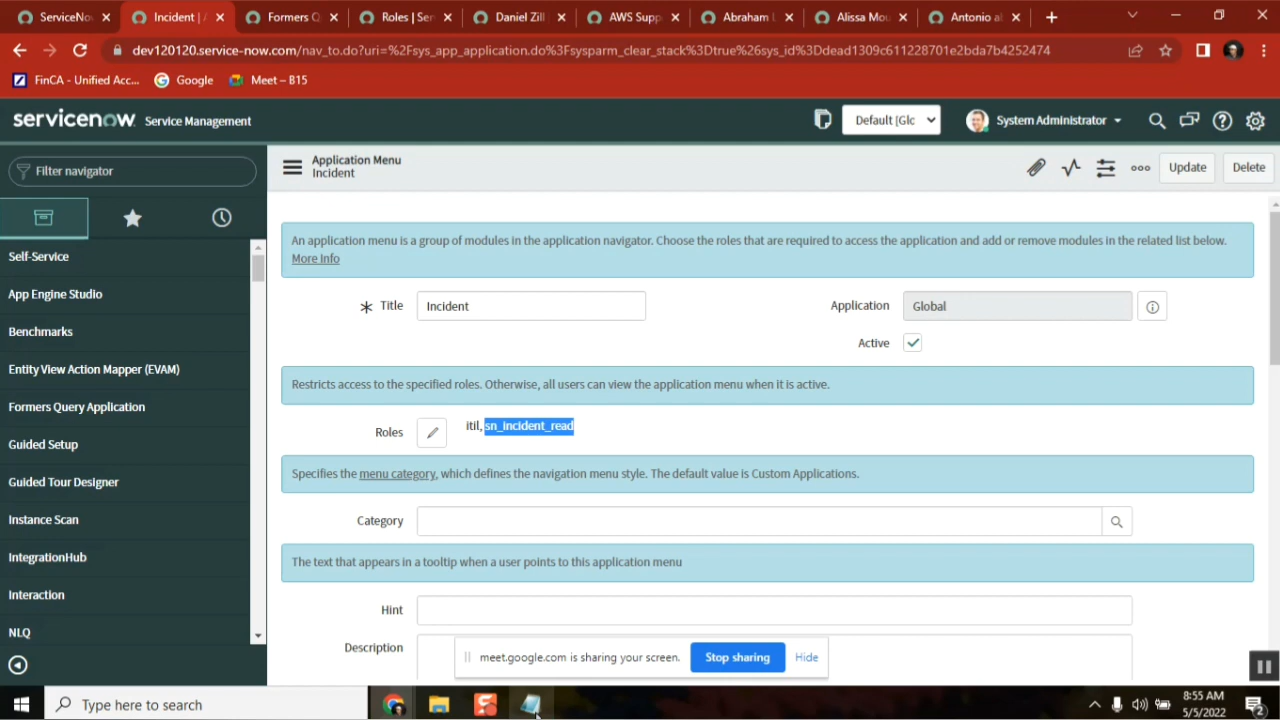 ServiceNo
Incident | A
Formers Q
Roles | Ser
Daniel Zill
AWS Supp
Abraham L
Alissa Mou
Antonio al
dev120120.service-now.com/nav_to.do?uri=%2Fsys_app_application.do%3Fsysparm_clear_stack%3Dtrue%26sys_id%3Ddead1309c611228701e2bda7b4252474
FinCA - Unified Acc...
Google
Meet – B15
servicenow Service Management
Default [Glc
System Administrator
Filter navigator
Application Menu
Incident
Update
Delete
Self-Service
App Engine Studio
Benchmarks
Entity View Action Mapper (EVAM)
Formers Query Application
Guided Setup
Guided Tour Designer
Instance Scan
IntegrationHub
Interaction
NLQ
An application menu is a group of modules in the application navigator. Choose the roles that are required to access the application and add or remove modules in the related list below.
More Info
Title
Incident
Application
Global
Active
Restricts access to the specified roles. Otherwise, all users can view the application menu when it is active.
Roles
itil, sn_incident_read
Specifies the menu category, which defines the navigation menu style. The default value is Custom Applications.
Category
The text that appears in a tooltip when a user points to this application menu
Hint
Description
meet.google.com is sharing your screen.
Stop sharing
Hide
Type here to search
8:55 AM
5/5/2022
2